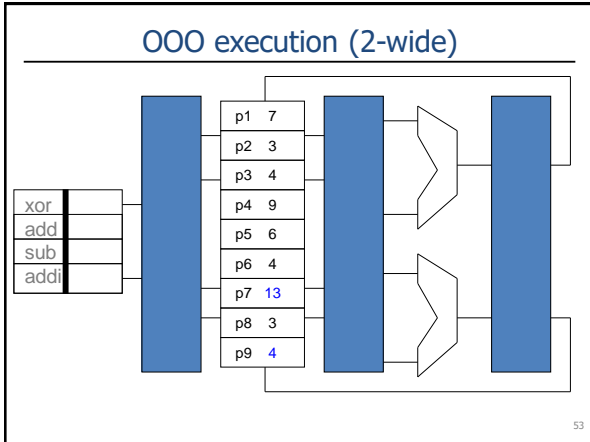 OOO execution (2-wide)
xor
add
sub
addi
p1 7
p2 3
p3 4
p4 9
p5 6
p6 4
p7 13
p8 3
p9 4
53